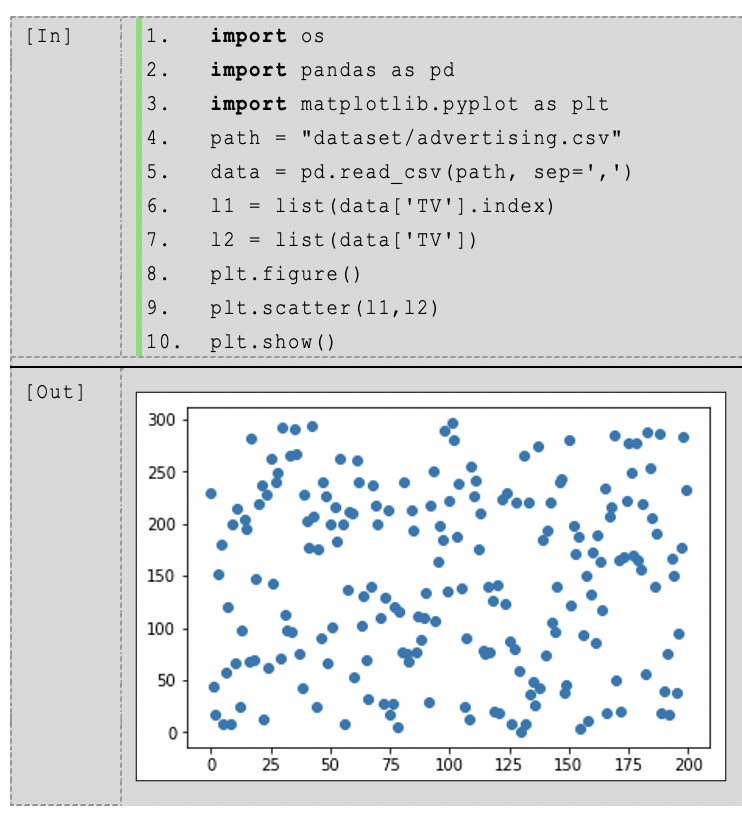 [In]
1. import os
2. import pandas as pd
3. import matplotlib.pyplot as plt
4. path = "dataset/advertising.csv"
5. data = pd.read_csv(path, sep=',')
6. l1 = list(data['TV'].index)
7. l2 = list(data['TV'])
8. plt.figure()
9. plt.scatter(l1,l2)
10. plt.show()
[Out]
300
250
200
150
100
50
0
0 25 50 75 100 125 150 175 200